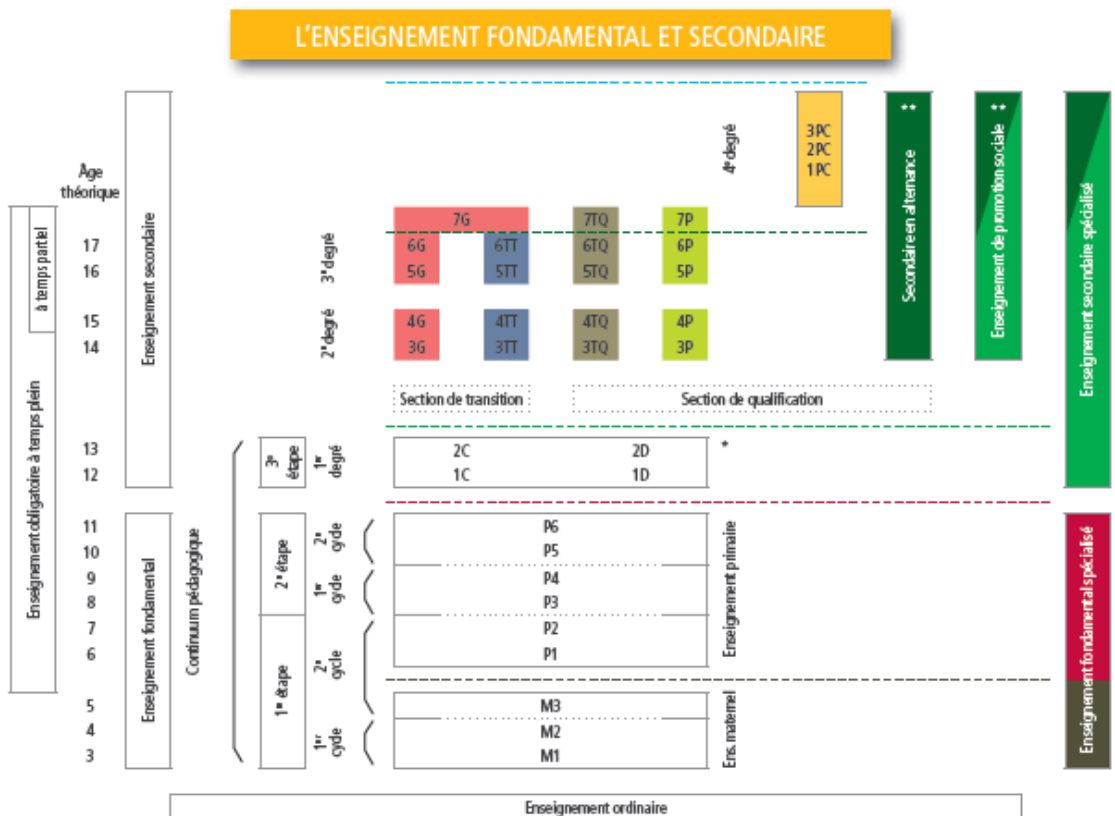 L'ENSEIGNEMENT FONDAMENTAL ET SECONDAIRE
Âge
théorique
Enseignement obligatoire à temps plein
à temps partiel
17
16
15
14
13
12
11
10
9
8
7
6
5
4
3
Enseignement secondaire
Enseignement fondamental
Continuum pédagogique
3e étape
2e étape
1re étape
4e degré
3e degré
2e degré
1er degré
2e cycle
1er cycle
2e cycle
1er cycle
3PC
2PC
1PC
7G 7TQ 7P
6G 6TT 6TQ 6P
5G 5TT 5TQ 5P
4G 4TT 4TQ 4P
3G 3TT 3TQ 3P
Section de transition Section de qualification
2C 2D *
1C 1D
P6
P5
P4
P3
P2
P1
M3
M2
M1
Enseignement primaire
Ens. maternel
Secondaire en alternance **
Enseignement de promotion sociale **
Enseignement secondaire spécialisé
Enseignement fondamental spécialisé
Enseignement ordinaire